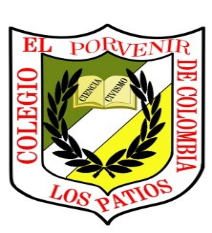 COLEGIO
EL PORVENIR
DE COLOMBIA
CIENCIA
CIVISMO
LOS PATIOS